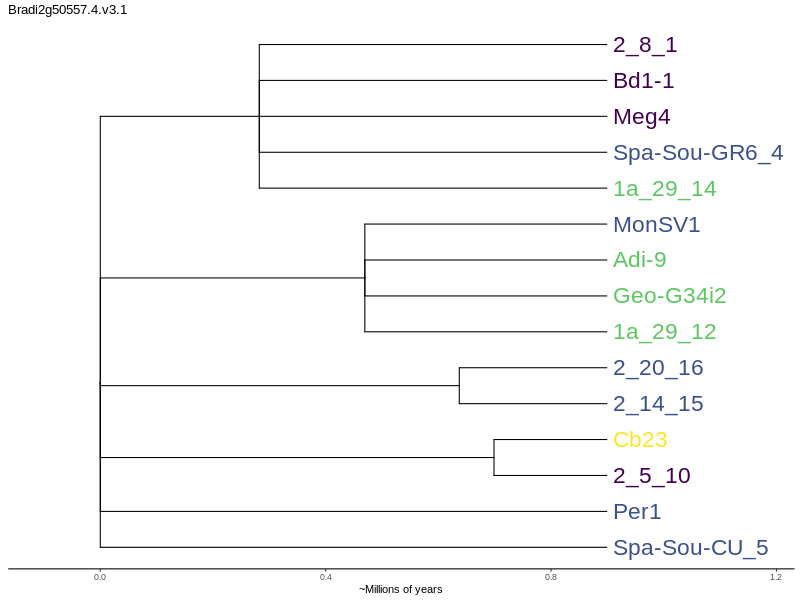 Bradi2g50557.4.v3.1
2_8_1
Bd1-1
Meg4
Spa-Sou-GR6_4
1a_29_14
MonSV1
Adi-9
Geo-G34i2
1a_29_12
2_20_16
2_14_15
Cb23
2_5_10
Per1
Spa-Sou-CU_5
0.0 0.4 0.8 1.2
~Millions of years